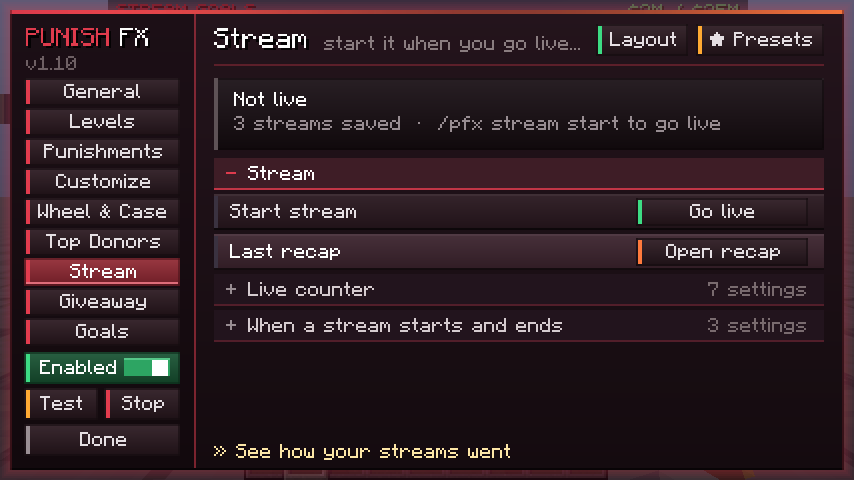 PUNISH FX
v1.10
General
Levels
Punishments
Customize
Wheel & Case
Top Donors
Stream
Giveaway
Goals
Enabled
Test Stop
Done
Stream start it when you go live... Layout Presets
Not live
3 streams saved · /pfx stream start to go live
− Stream
Start stream Go live
Last recap Open recap
+ Live counter 7 settings
+ When a stream starts and ends 3 settings
» See how your streams went